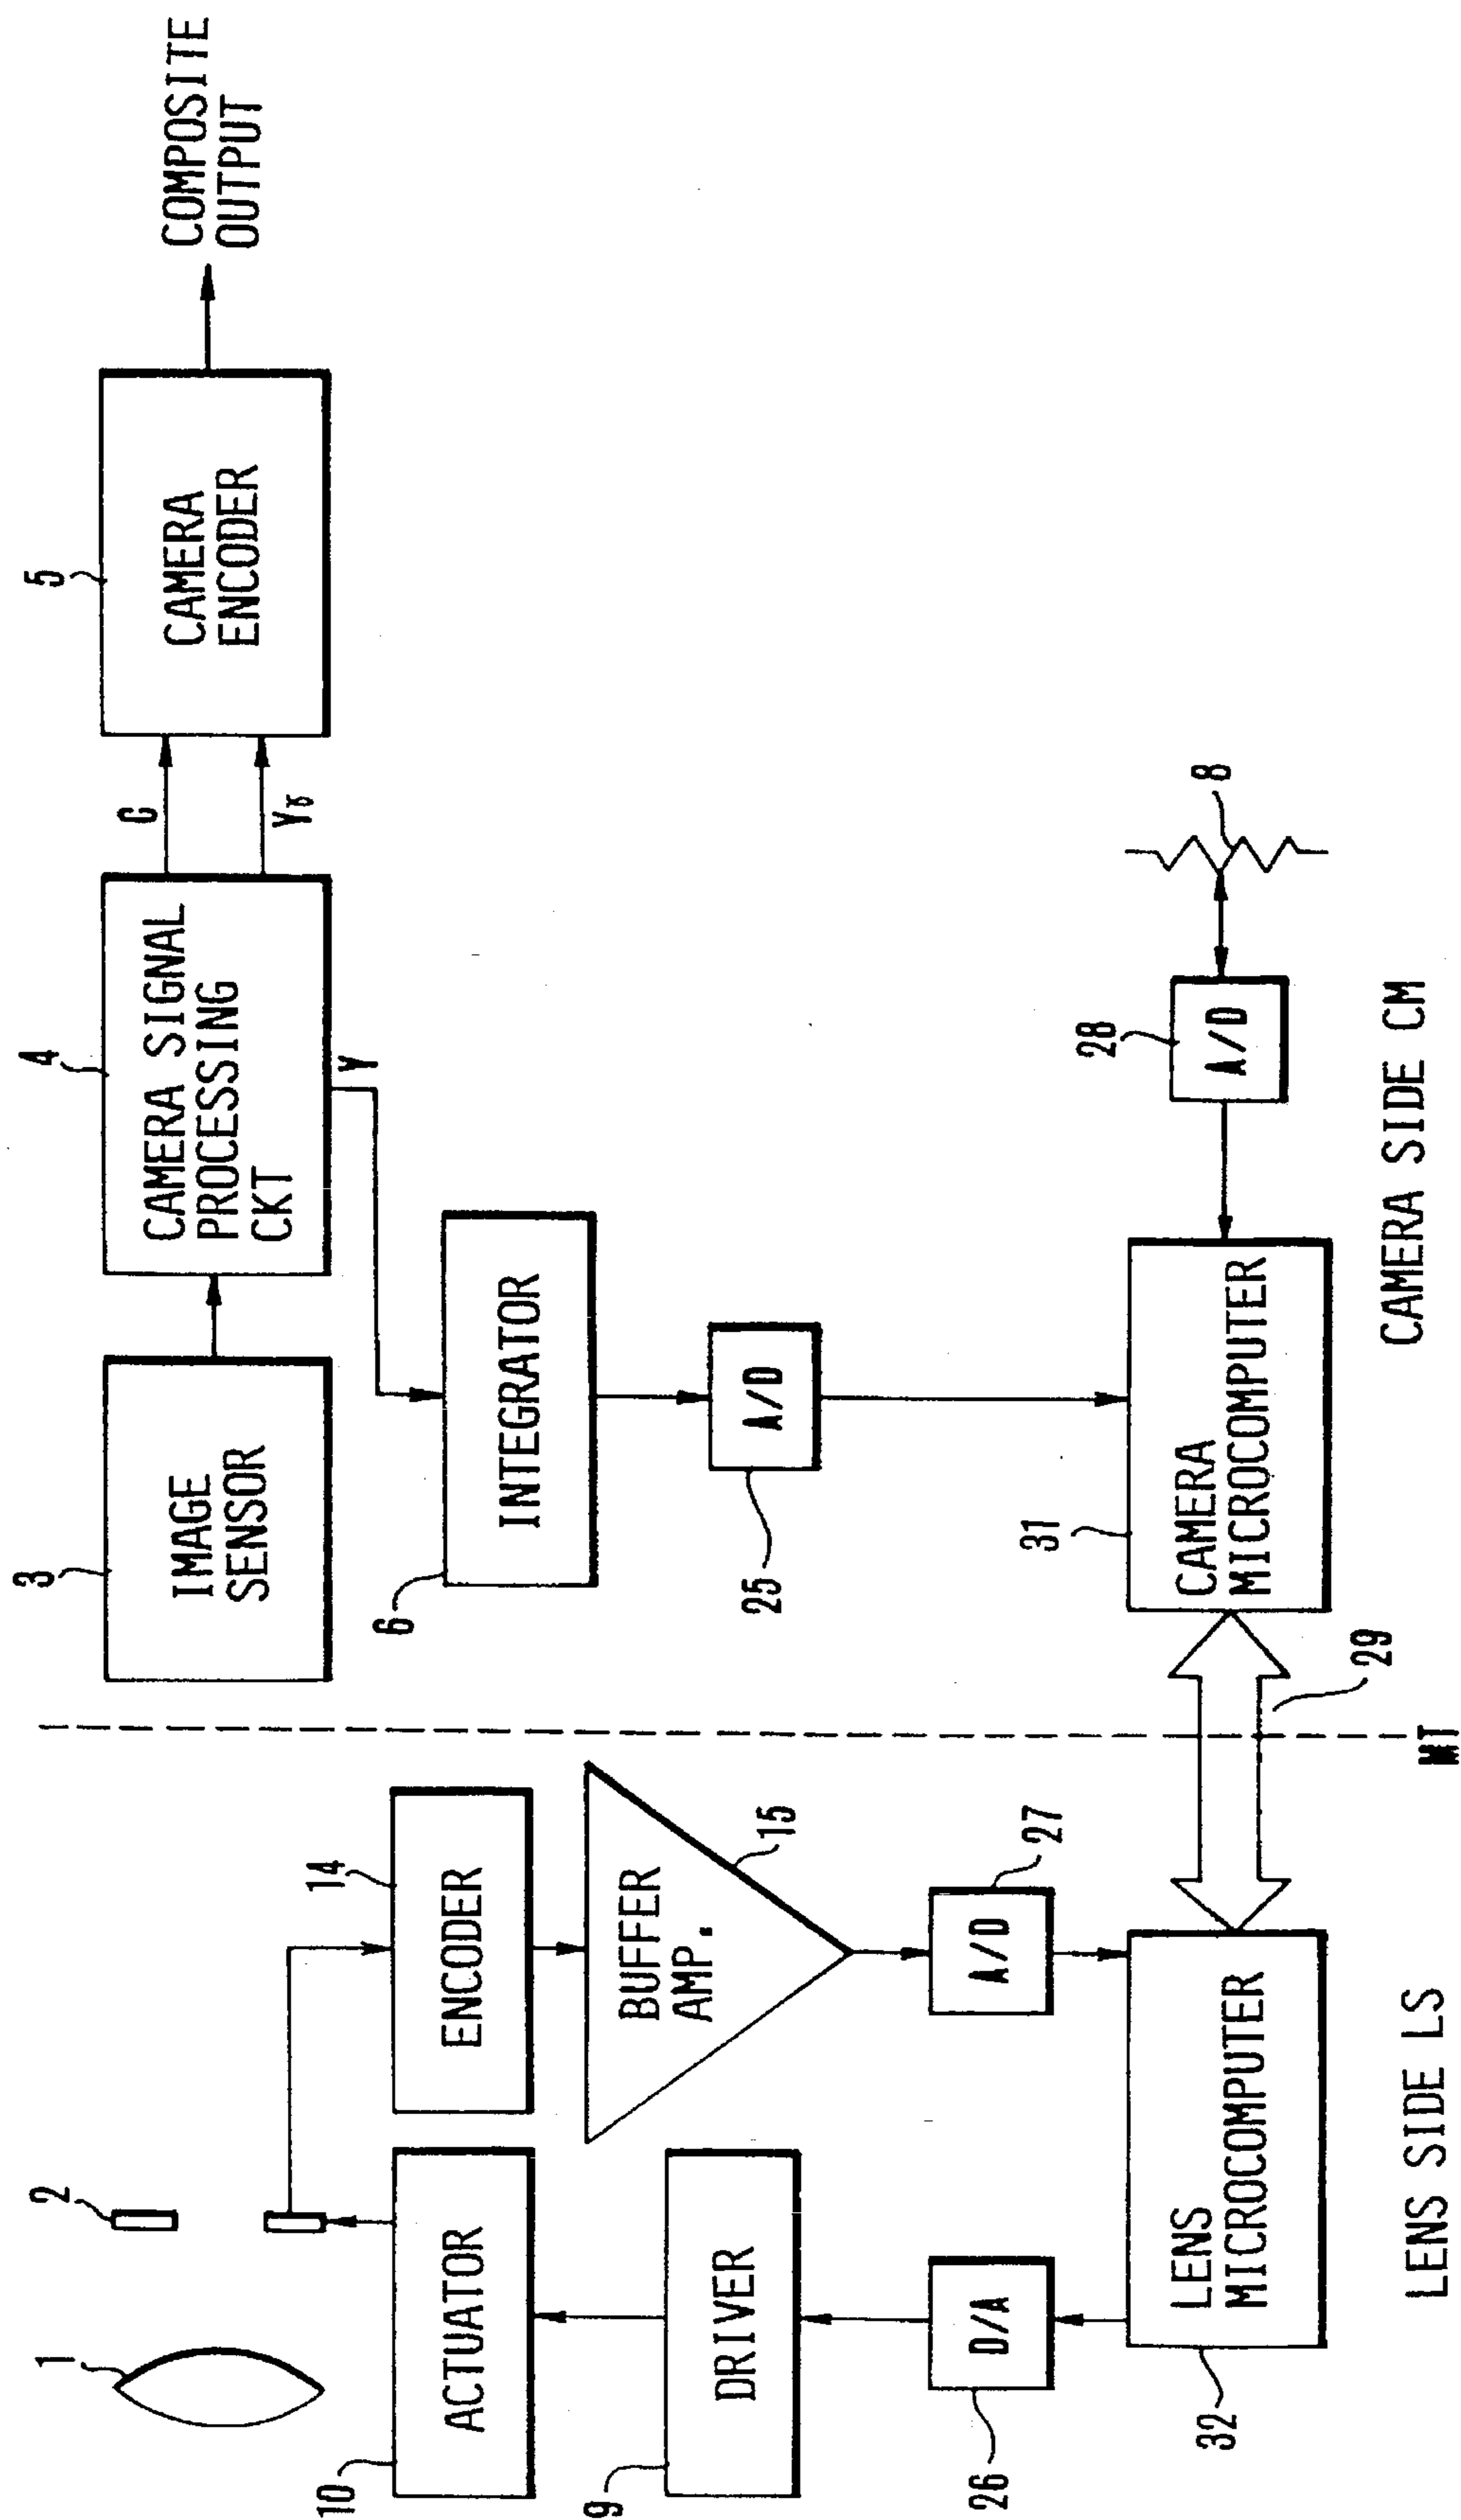 1
2
3
IMAGE
SENSOR
4
CAMERA SIGNAL
PROCESSING
CKT
C
Yγ
Y
5
CAMERA
ENCODER
COMPOSITE
OUTPUT
10
ACTUATOR
14
ENCODER
6
INTEGRATOR
9
DRIVER
BUFFER
AMP.
15
25
A/D
26
D/A
27
A/D
28
A/D
8
32
LENS
MICROCOMPUTER
29
31
CAMERA
MICROCOMPUTER
LENS SIDE LS
MT
CAMERA SIDE CM